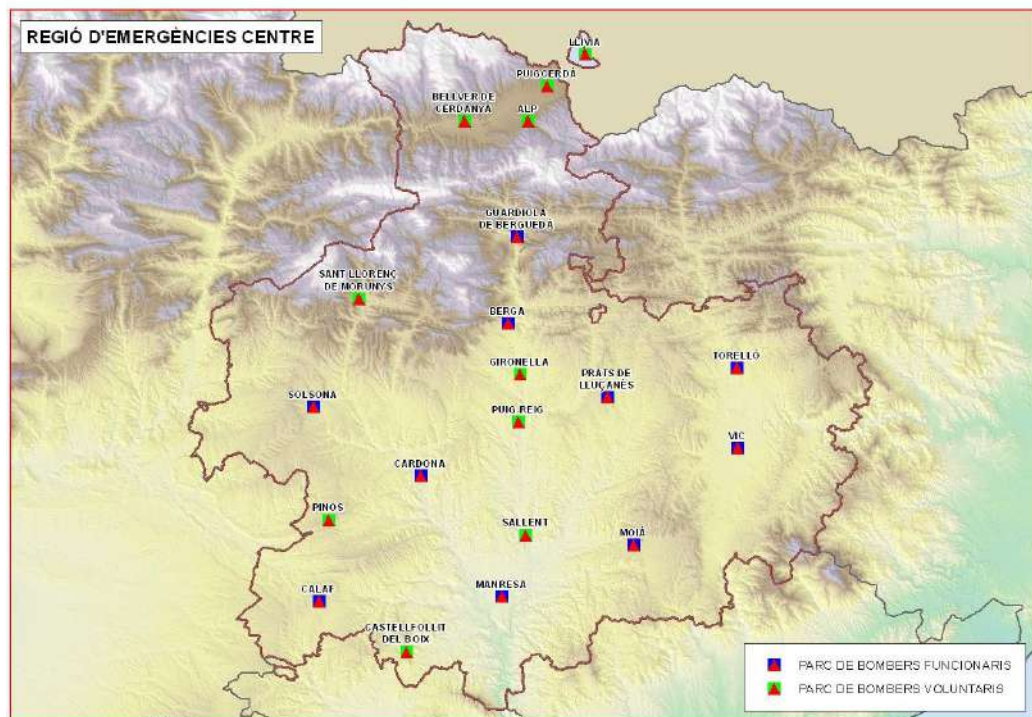 REGIÓ D'EMERGÈNCIES CENTRE
LLÍVIA
PUIGCERDÀ
BELLVER DE
CERDANYA
ALP
GUARDIOLA
DE BERGUEDÀ
SANT LLORENÇ
DE MORUNYS
BERGA
GIRONELLA
PRATS DE
LLUÇANÈS
TORELLÓ
SOLSONA
PUIG-REIG
VIC
CARDONA
PINÓS
SALLENT
MOIÀ
CALAF
MANRESA
CASTELLFOLLIT
DEL BOIX
PARC DE BOMBERS FUNCIONARIS
PARC DE BOMBERS VOLUNTARIS